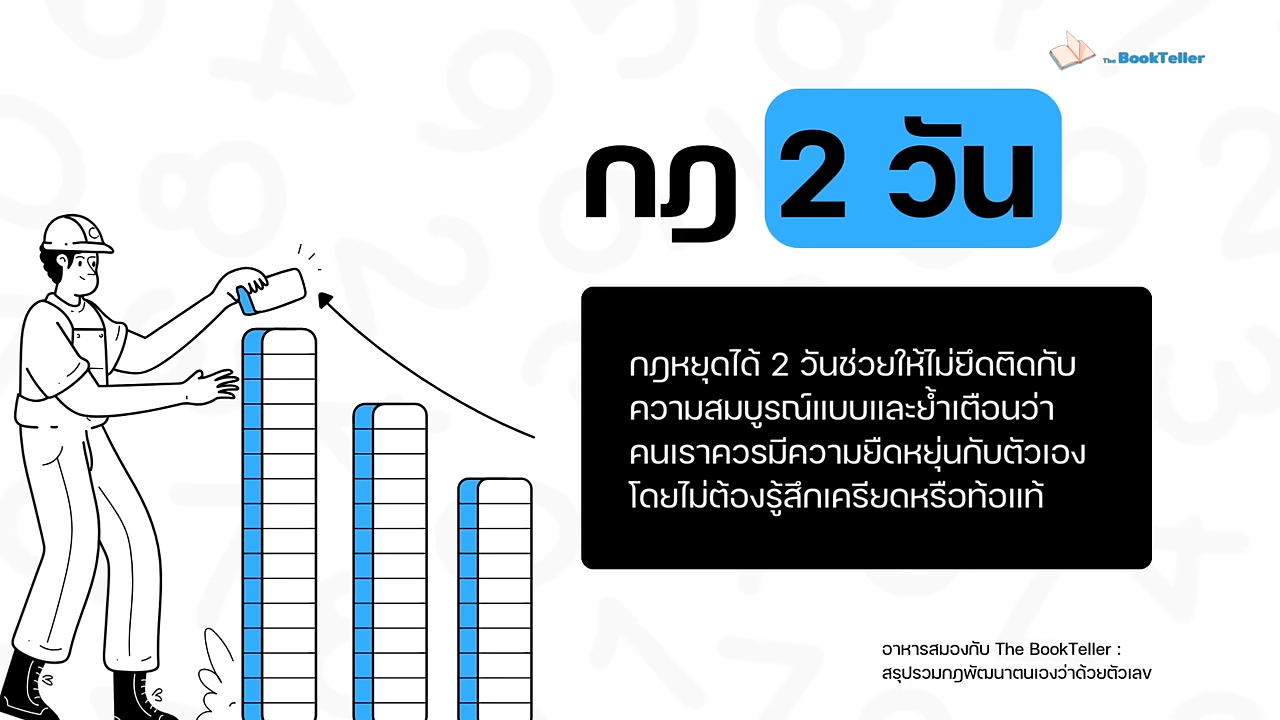 The BookTeller
กฎ 2 วัน
กฎหยุดได้ 2 วันช่วยให้ไม่ยึดติดกับ
ความสมบูรณ์แบบและย้ำเตือนว่า
คนเราควรมีความยืดหยุ่นกับตัวเอง
โดยไม่ต้องรู้สึกเครียดหรือท้อแท้
อาหารสมองกับ The BookTeller :
สรุปรวมกฎพัฒนาตนเองว่าด้วยตัวเลข